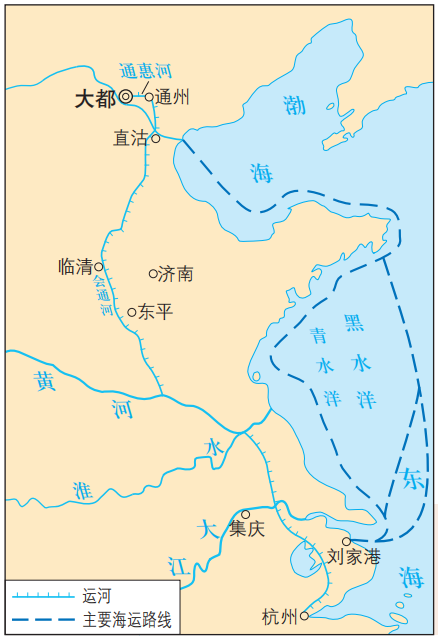 通惠河
大都
通州
渤
海
直沽
临清
会通河
济南
东平
青
水
洋
黑
水
洋
黄
河
淮
水
东
海
大
江
集庆
刘家港
杭州
运河
主要海运路线